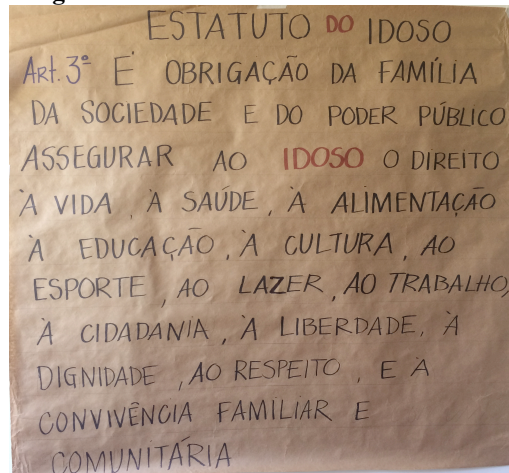 ESTATUTO DO IDOSO
ART. 3º É OBRIGAÇÃO DA FAMÍLIA
DA SOCIEDADE E DO PODER PÚBLICO
ASSEGURAR AO IDOSO O DIREITO
À VIDA, À SAÚDE, À ALIMENTAÇÃO
À EDUCAÇÃO, À CULTURA, AO
ESPORTE, AO LAZER, AO TRABALHO,
À CIDADANIA, À LIBERDADE, À
DIGNIDADE, AO RESPEITO, E À
CONVIVÊNCIA FAMILIAR E
COMUNITÁRIA